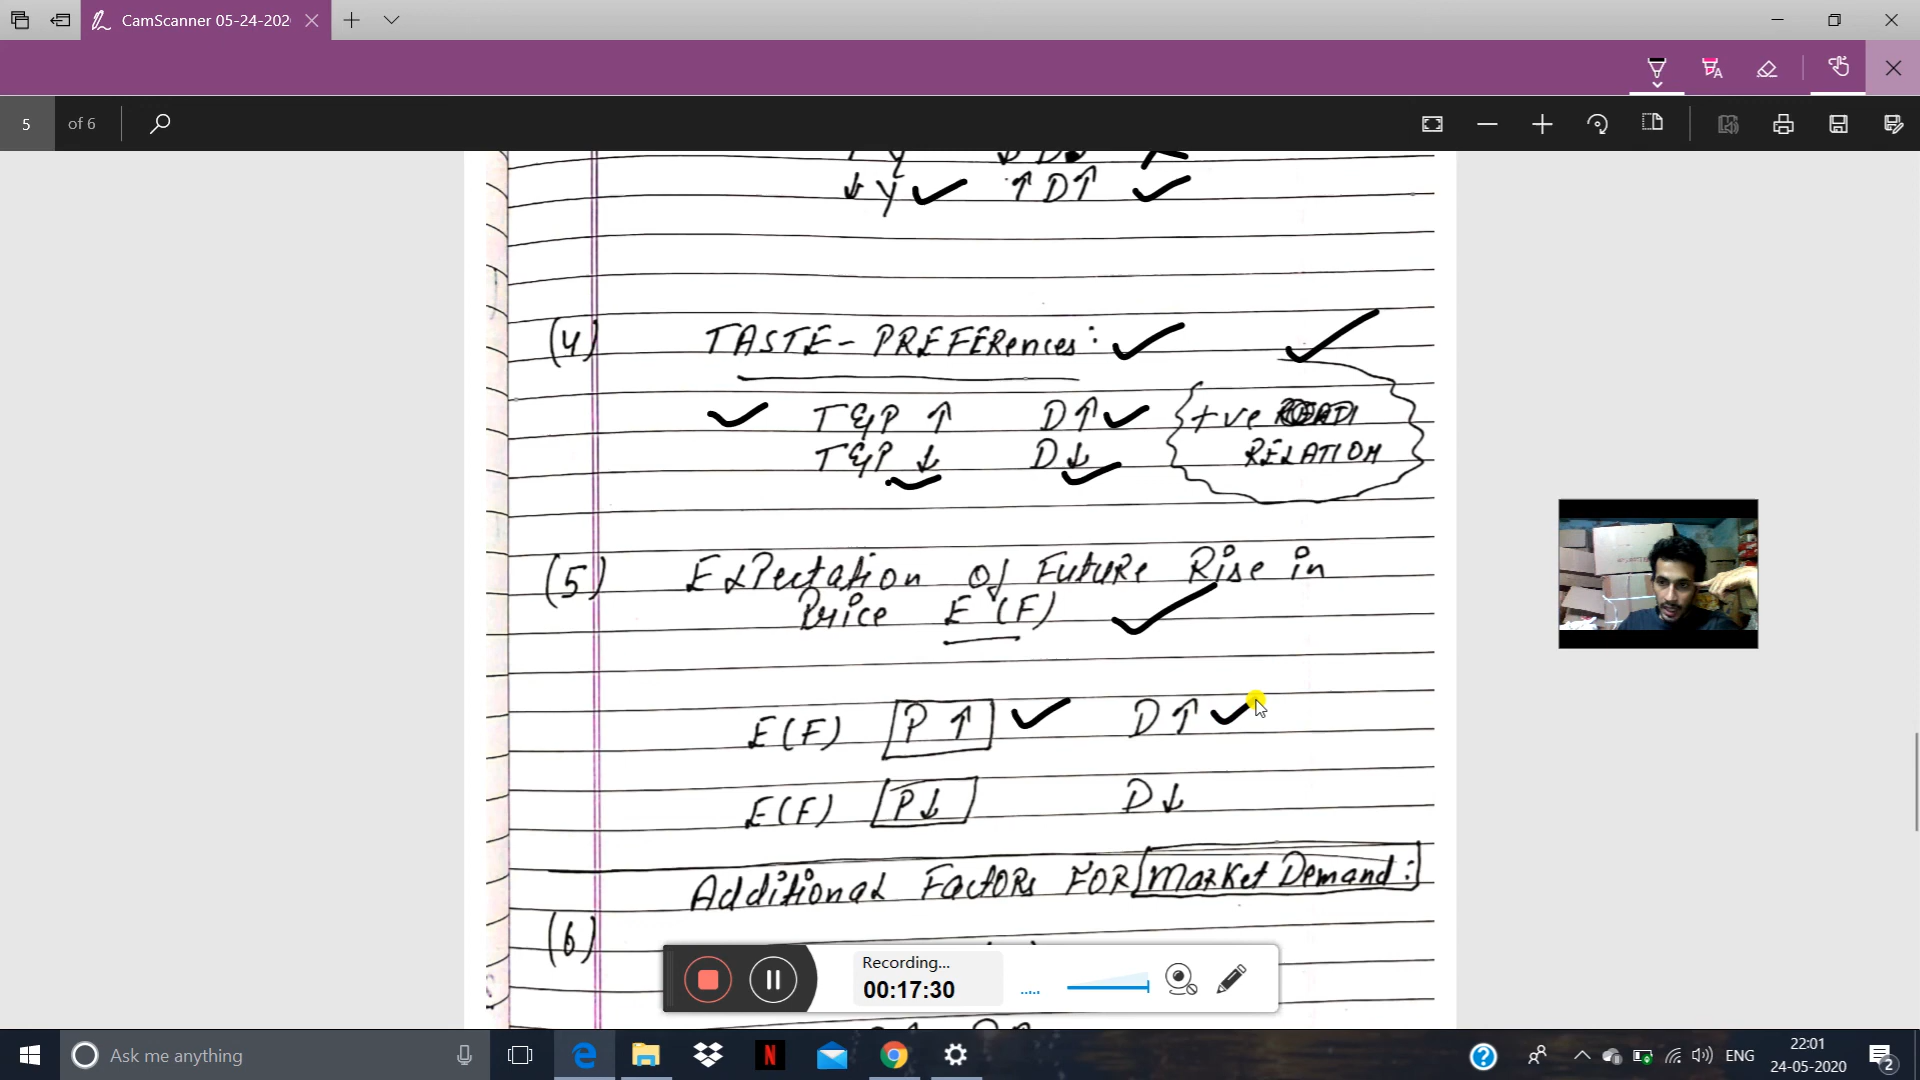 CamScanner 05-24-202
5 of 6
↓ Y ↑ D↑
(4) TASTE - PREFERences:
T&P ↑ D↑ +ve
T&P ↓ D↓ RELATION
(5) Expectation Of Future Rise in
Price E (F)
E(F) P ↑ D↑
E(F) P↓ D↓
Additional Factors FOR Market Demand:
(6)
Recording...
00:17:30
Ask me anything
ENG
22:01
24-05-2020
2